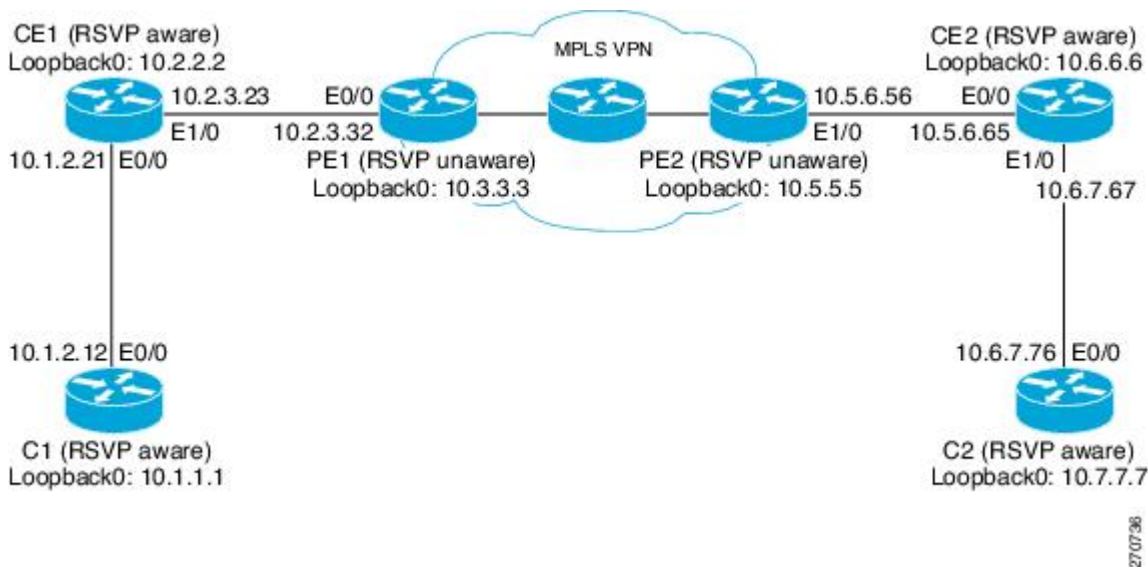 CE1 (RSVP aware)
Loopback0: 10.2.2.2
MPLS VPN
CE2 (RSVP aware)
Loopback0: 10.6.6.6
10.2.3.23
E0/0
10.5.6.56
E0/0
E1/0
10.2.3.32
E1/0
10.5.6.65
10.1.2.21
E0/0
PE1 (RSVP unaware)
Loopback0: 10.3.3.3
PE2 (RSVP unaware)
Loopback0: 10.5.5.5
E1/0
10.6.7.67
10.1.2.12
E0/0
10.6.7.76
E0/0
C1 (RSVP aware)
Loopback0: 10.1.1.1
C2 (RSVP aware)
Loopback0: 10.7.7.7
270736